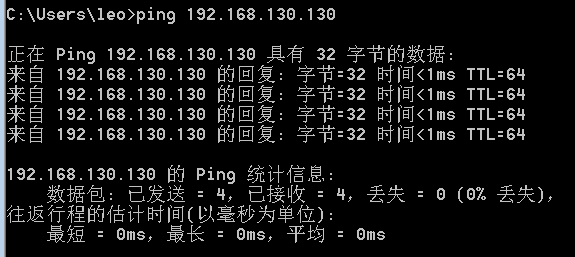 C:\Users\leo>ping 192.168.130.130
正在 Ping 192.168.130.130 具有 32 字节的数据:
来自 192.168.130.130 的回复: 字节=32 时间<1ms TTL=64
来自 192.168.130.130 的回复: 字节=32 时间<1ms TTL=64
来自 192.168.130.130 的回复: 字节=32 时间<1ms TTL=64
来自 192.168.130.130 的回复: 字节=32 时间<1ms TTL=64
192.168.130.130 的 Ping 统计信息:
数据包: 已发送 = 4，已接收 = 4，丢失 = 0 (0% 丢失)，
往返行程的估计时间(以毫秒为单位):
最短 = 0ms，最长 = 0ms，平均 = 0ms